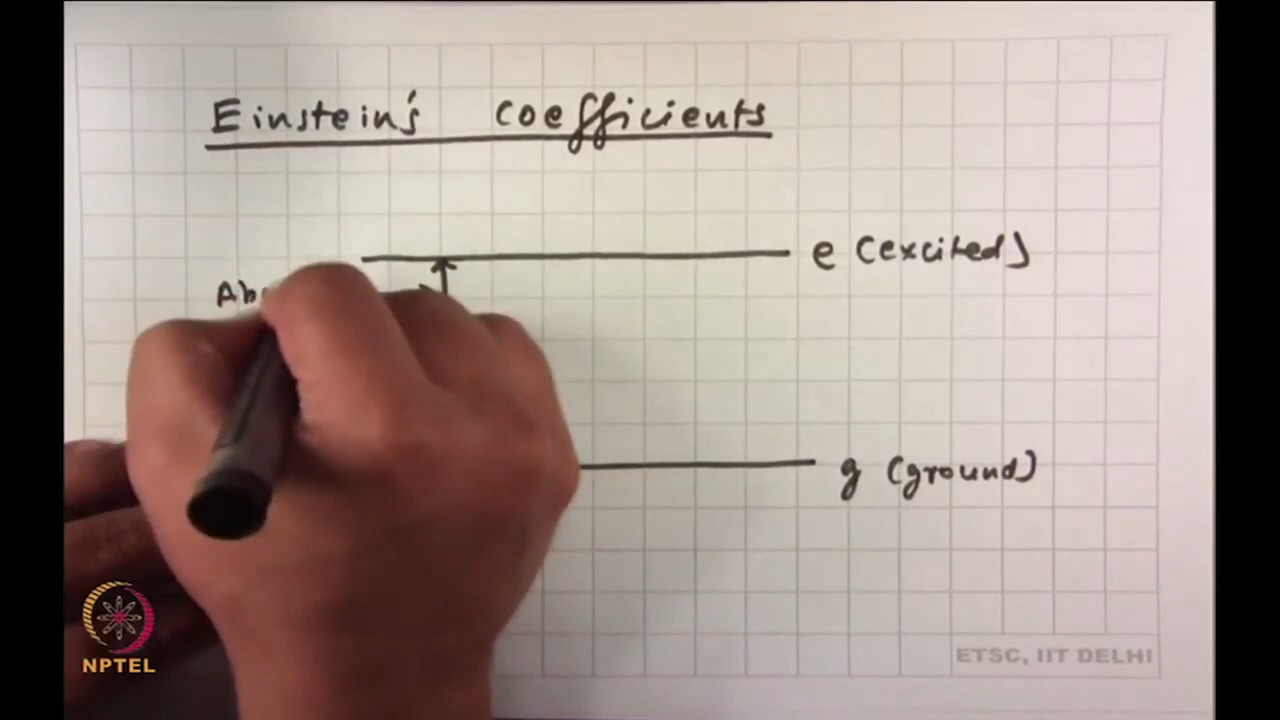 Einstein's coefficients
e (excited)
g (ground)
NPTEL
ETSC, IIT DELHI